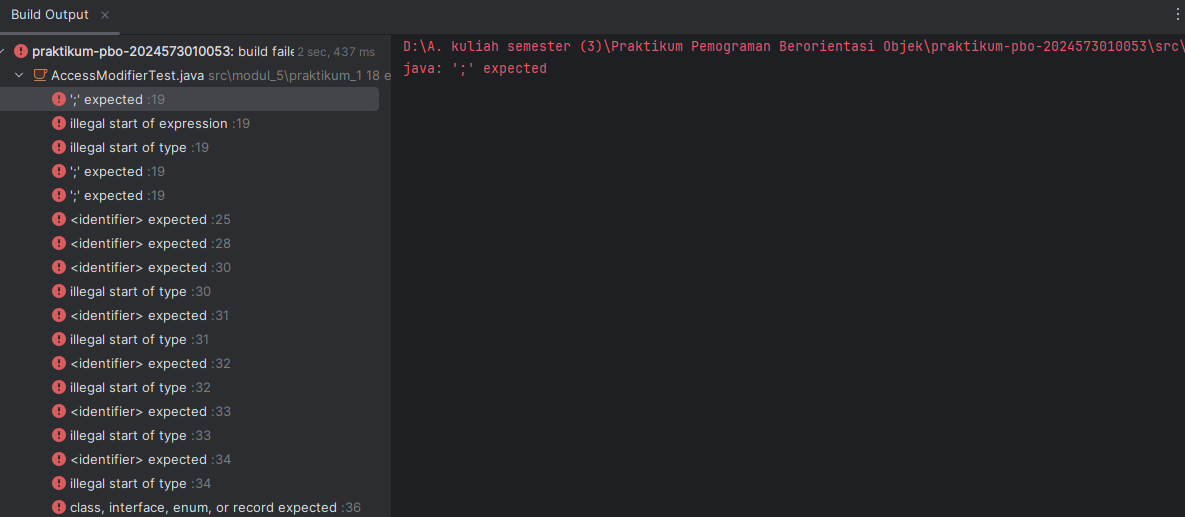 Build Output ×
praktikum-pbo-2024573010053: build faile 2 sec, 437 ms
AccessModifierTest.java src\modul_5\praktikum_1 18 e
';' expected :19
illegal start of expression :19
illegal start of type :19
';' expected :19
';' expected :19
<identifier> expected :25
<identifier> expected :28
<identifier> expected :30
illegal start of type :30
<identifier> expected :31
illegal start of type :31
<identifier> expected :32
illegal start of type :32
<identifier> expected :33
illegal start of type :33
<identifier> expected :34
illegal start of type :34
class, interface, enum, or record expected :36
D:\A. kuliah semester (3)\Praktikum Pemograman Berorientasi Objek\praktikum-pbo-2024573010053\src\
java: ';' expected